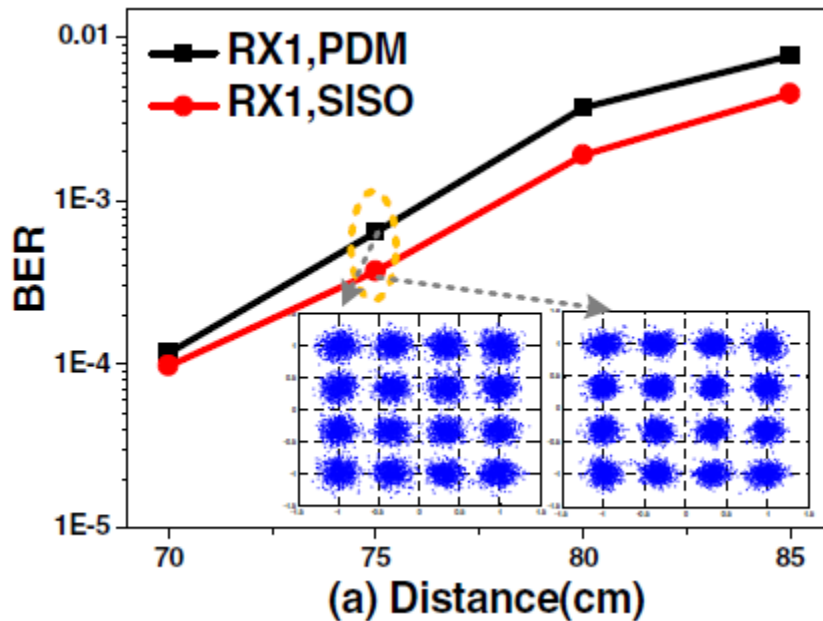 0.01
RX1,PDM
RX1,SISO
1E-3
BER
1E-4
1E-5
70
75
80
85
(a) Distance(cm)